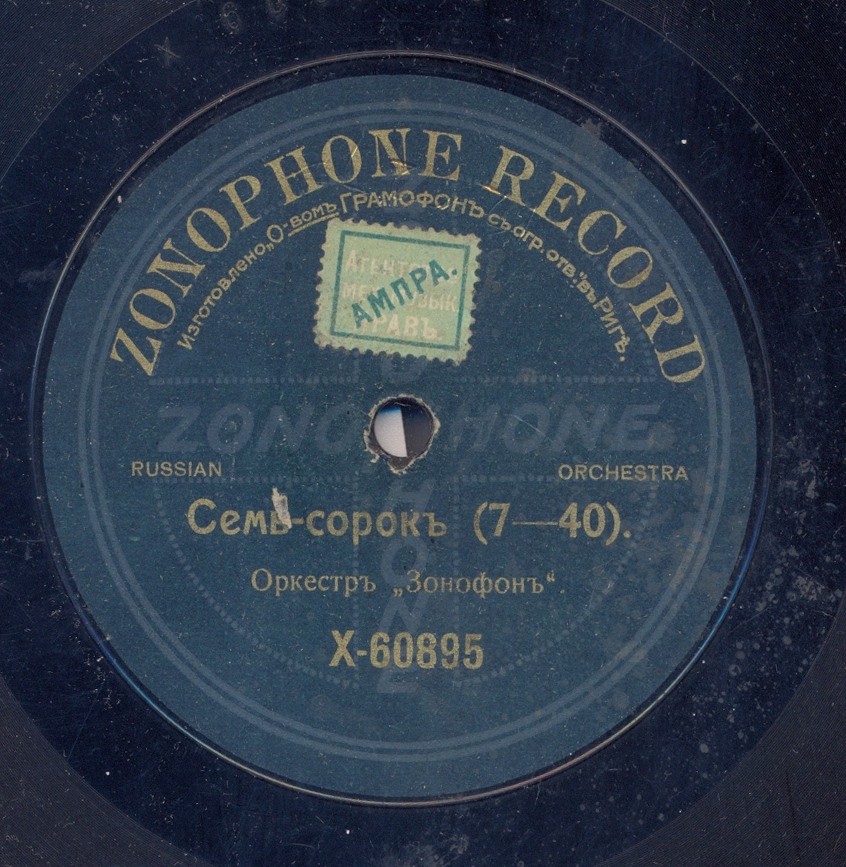 ZONOPHONE RECORD
Изготовлено „О-вомъ ГРАМОФОНЪ съ огр. отв.“ въ Ригѣ.
АМПРА.
ZONOPHONE
RUSSIAN ORCHESTRA
Семь-сорокъ (7—40).
Оркестръ „Зонофонъ“.
X-60895